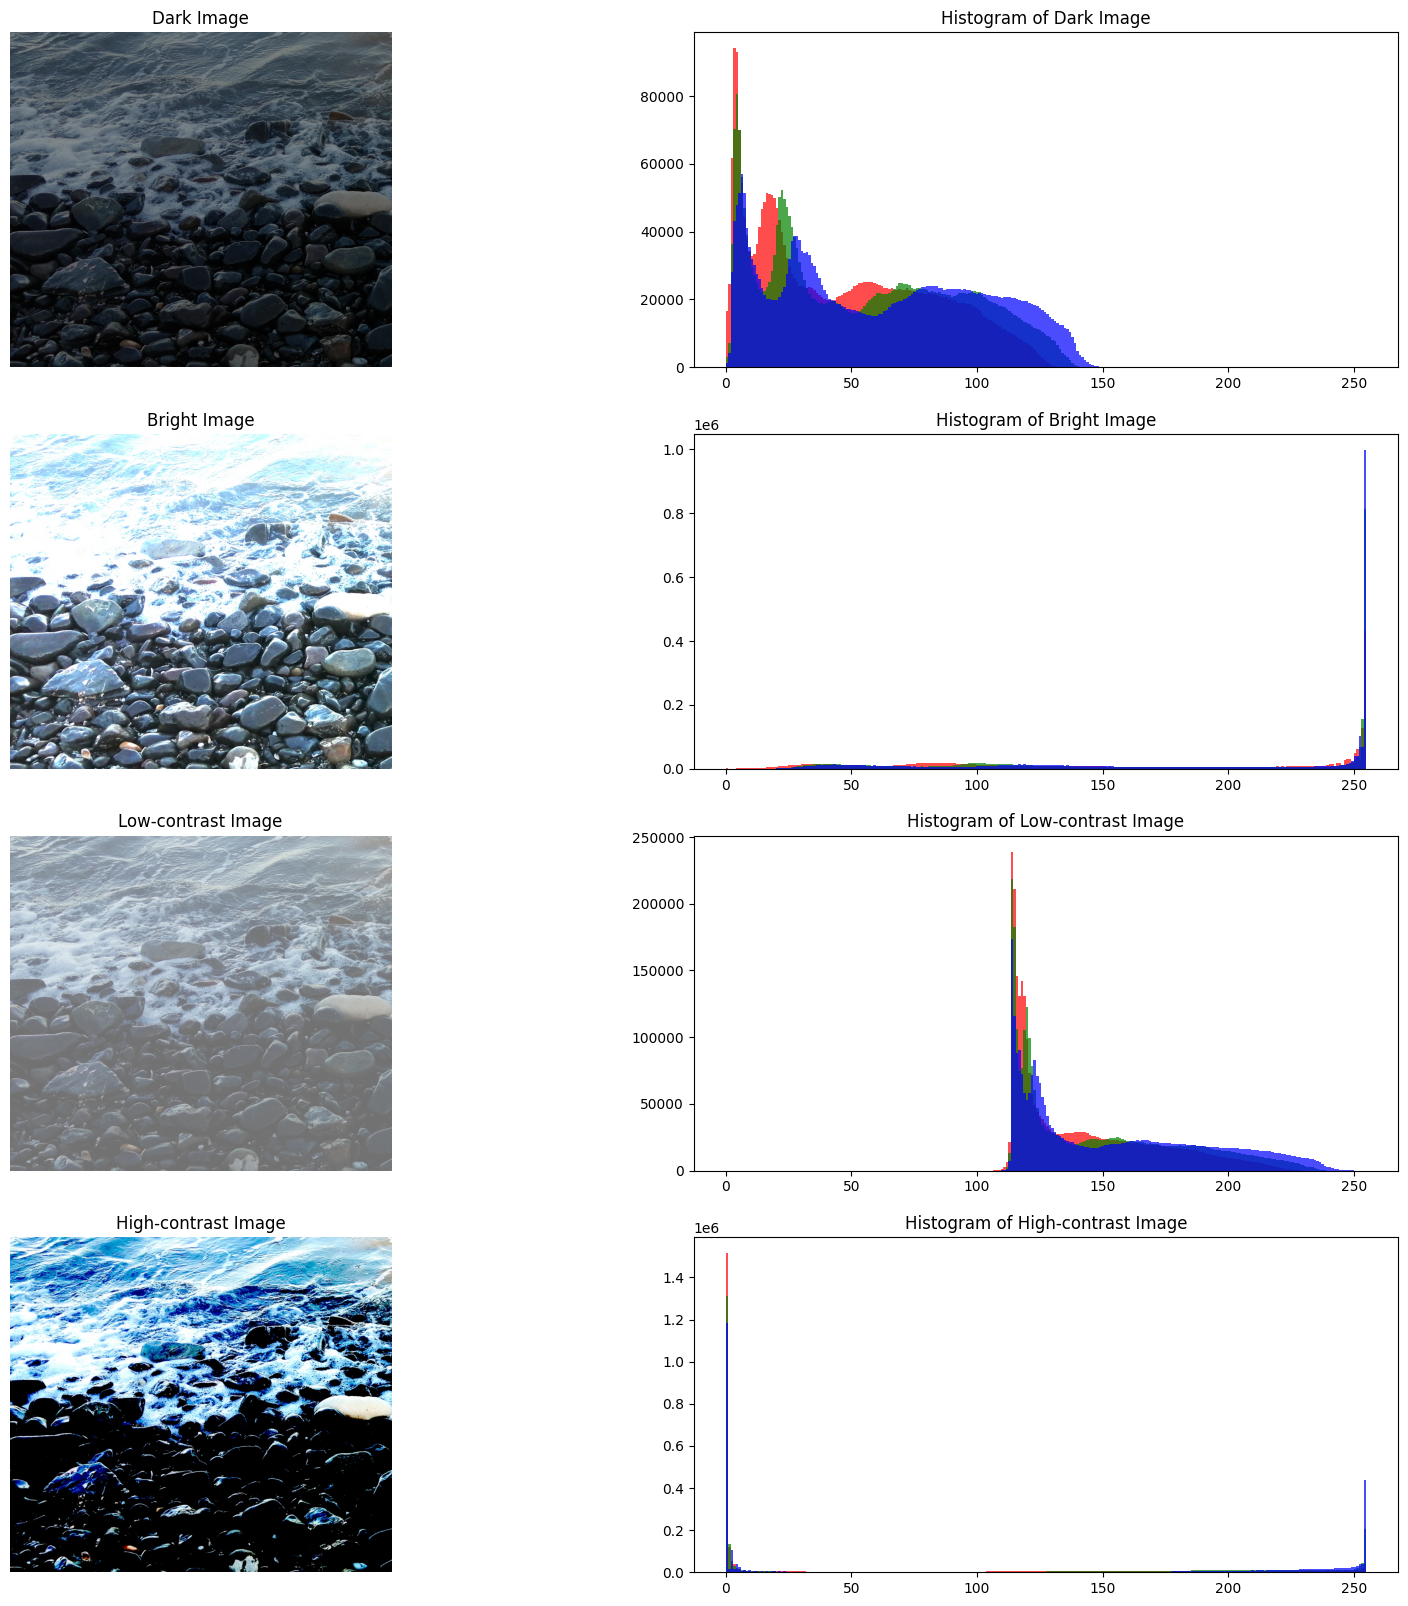 Dark Image
Histogram of Dark Image
80000
60000
40000
20000
0
0 50 100 150 200 250
Bright Image
Histogram of Bright Image
1e6
1.0
0.8
0.6
0.4
0.2
0.0
0 50 100 150 200 250
Low-contrast Image
Histogram of Low-contrast Image
250000
200000
150000
100000
50000
0
0 50 100 150 200 250
High-contrast Image
Histogram of High-contrast Image
1e6
1.4
1.2
1.0
0.8
0.6
0.4
0.2
0.0
0 50 100 150 200 250